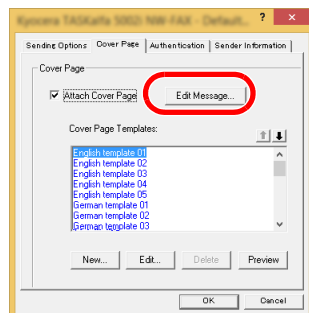 Kyocera TASKalfa 5002i NW-FAX - Default...
?
×
Sending Options
Cover Page
Authentication
Sender Information
Cover Page
Attach Cover Page
Edit Message...
Cover Page Templates:
English template 01
English template 02
English template 03
English template 04
English template 05
German template 01
German template 02
German template 03
New...
Edit...
Delete
Preview
OK
Cancel